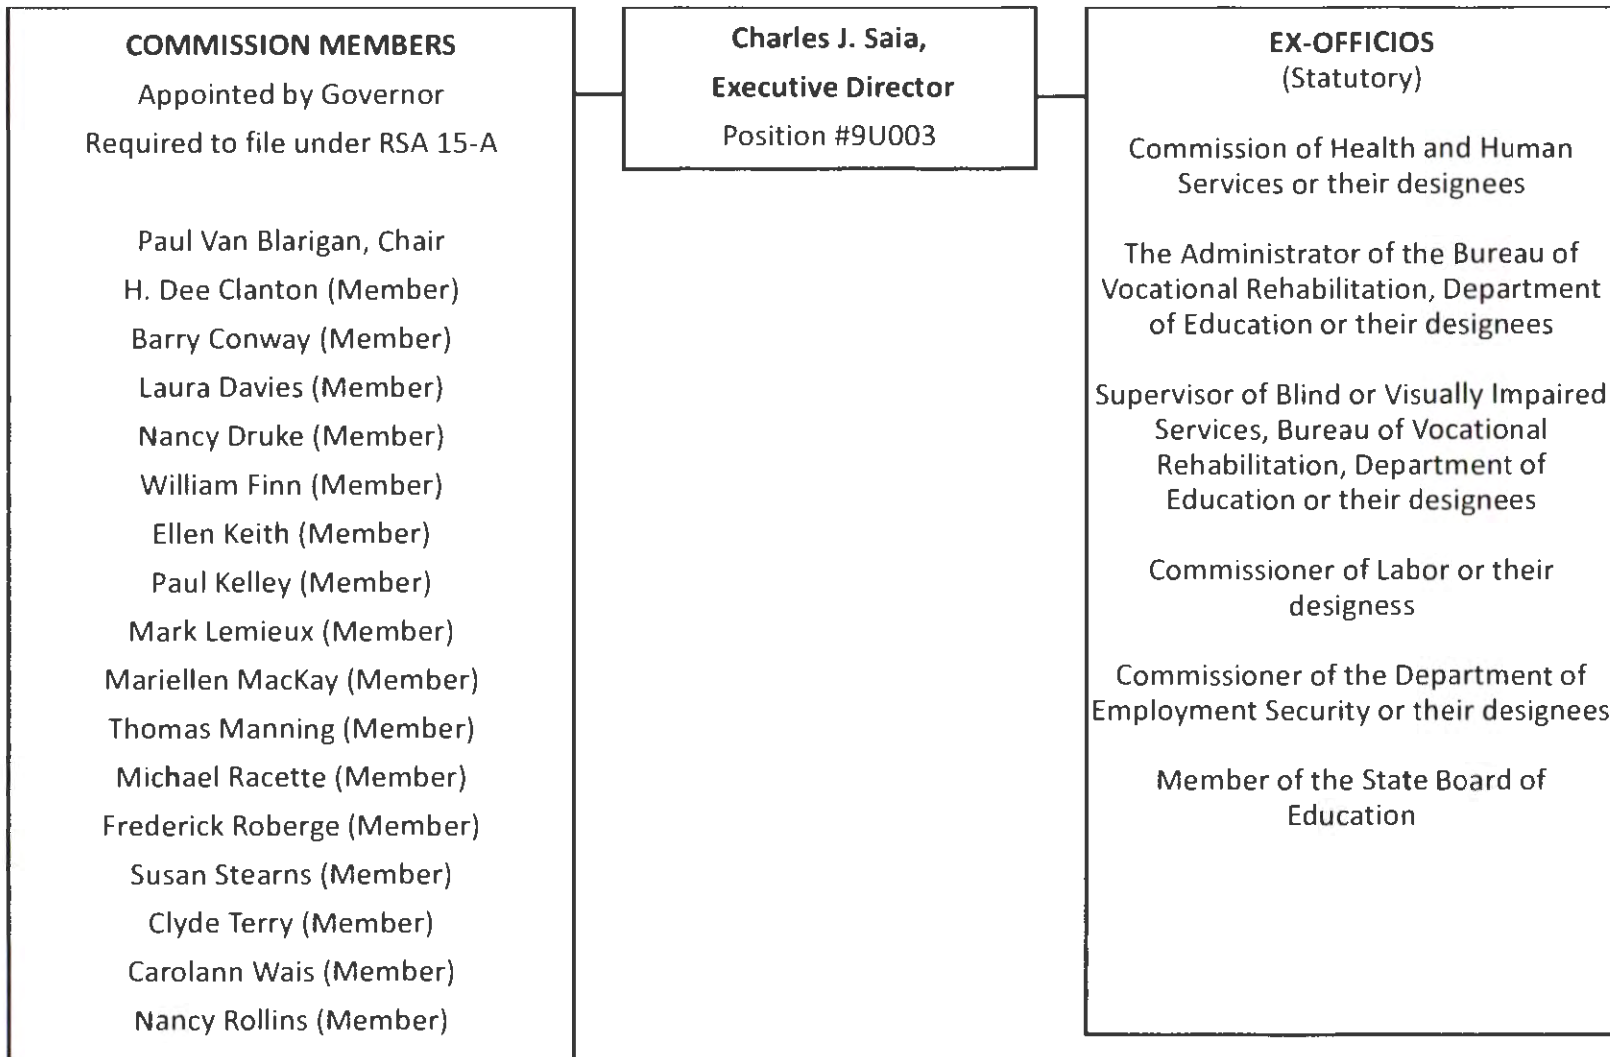 COMMISSION MEMBERS
Appointed by Governor
Required to file under RSA 15-A
Paul Van Blarigan, Chair
H. Dee Clanton (Member)
Barry Conway (Member)
Laura Davies (Member)
Nancy Druke (Member)
William Finn (Member)
Ellen Keith (Member)
Paul Kelley (Member)
Mark Lemieux (Member)
Mariellen MacKay (Member)
Thomas Manning (Member)
Michael Racette (Member)
Frederick Roberge (Member)
Susan Stearns (Member)
Clyde Terry (Member)
Carolann Wais (Member)
Nancy Rollins (Member)
Charles J. Saia,
Executive Director
Position #9U003
EX-OFFICIOS
(Statutory)
Commission of Health and Human
Services or their designees
The Administrator of the Bureau of
Vocational Rehabilitation, Department
of Education or their designees
Supervisor of Blind or Visually Impaired
Services, Bureau of Vocational
Rehabilitation, Department of
Education or their designees
Commissioner of Labor or their
designess
Commissioner of the Department of
Employment Security or their designees
Member of the State Board of
Education